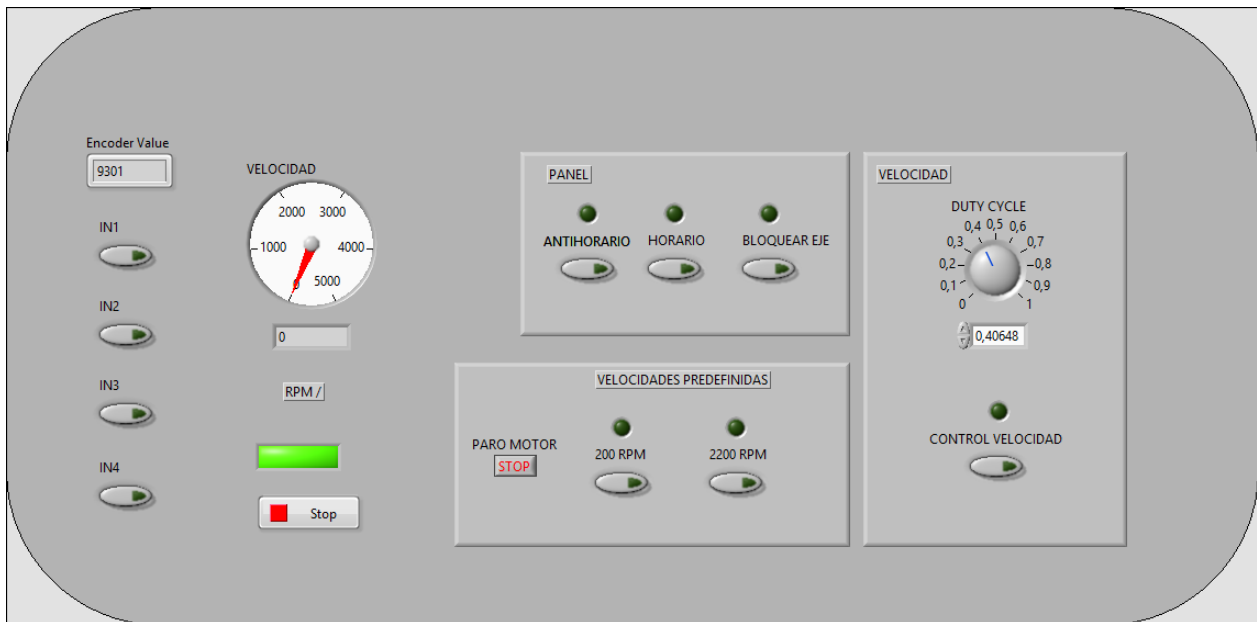 Encoder Value
9301
IN1
IN2
IN3
IN4
VELOCIDAD
2000 3000
1000 4000
0 5000
0
RPM /
Stop
PANEL
ANTIHORARIO HORARIO BLOQUEAR EJE
VELOCIDADES PREDEFINIDAS
PARO MOTOR
STOP
200 RPM 2200 RPM
VELOCIDAD
DUTY CYCLE
0,4 0,5 0,6
0,3 0,7
0,2 0,8
0,1 0,9
0 1
0,40648
CONTROL VELOCIDAD